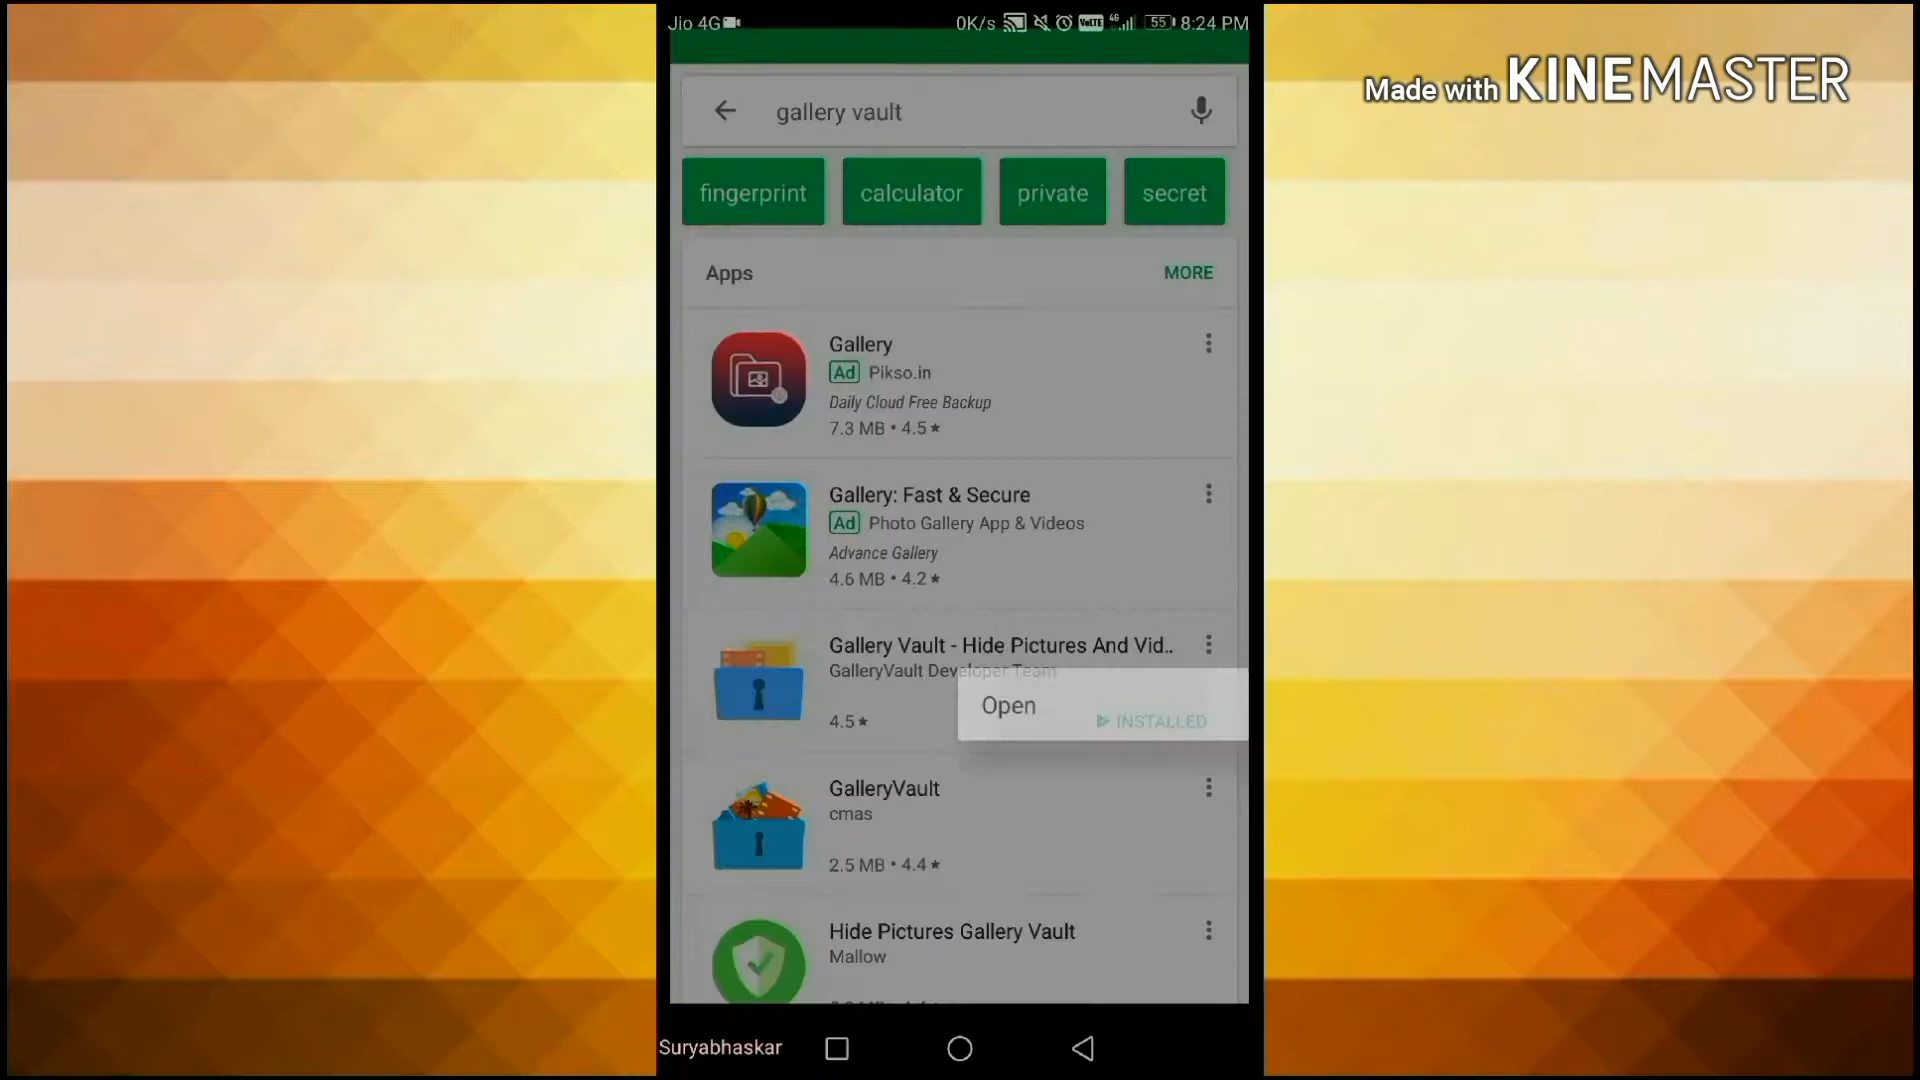 Jio 4G 0K/s VoLTE 4G 55 8:24 PM
Made with KINEMASTER
gallery vault
fingerprint calculator private secret
Apps MORE
Gallery
Ad Pikso.in
Daily Cloud Free Backup
7.3 MB • 4.5★
Gallery: Fast & Secure
Ad Photo Gallery App & Videos
Advance Gallery
4.6 MB • 4.2★
Gallery Vault - Hide Pictures And Vid..
GalleryVault Developer Team
Open
4.5★ INSTALLED
GalleryVault
cmas
2.5 MB • 4.4★
Hide Pictures Gallery Vault
Mallow
Suryabhaskar